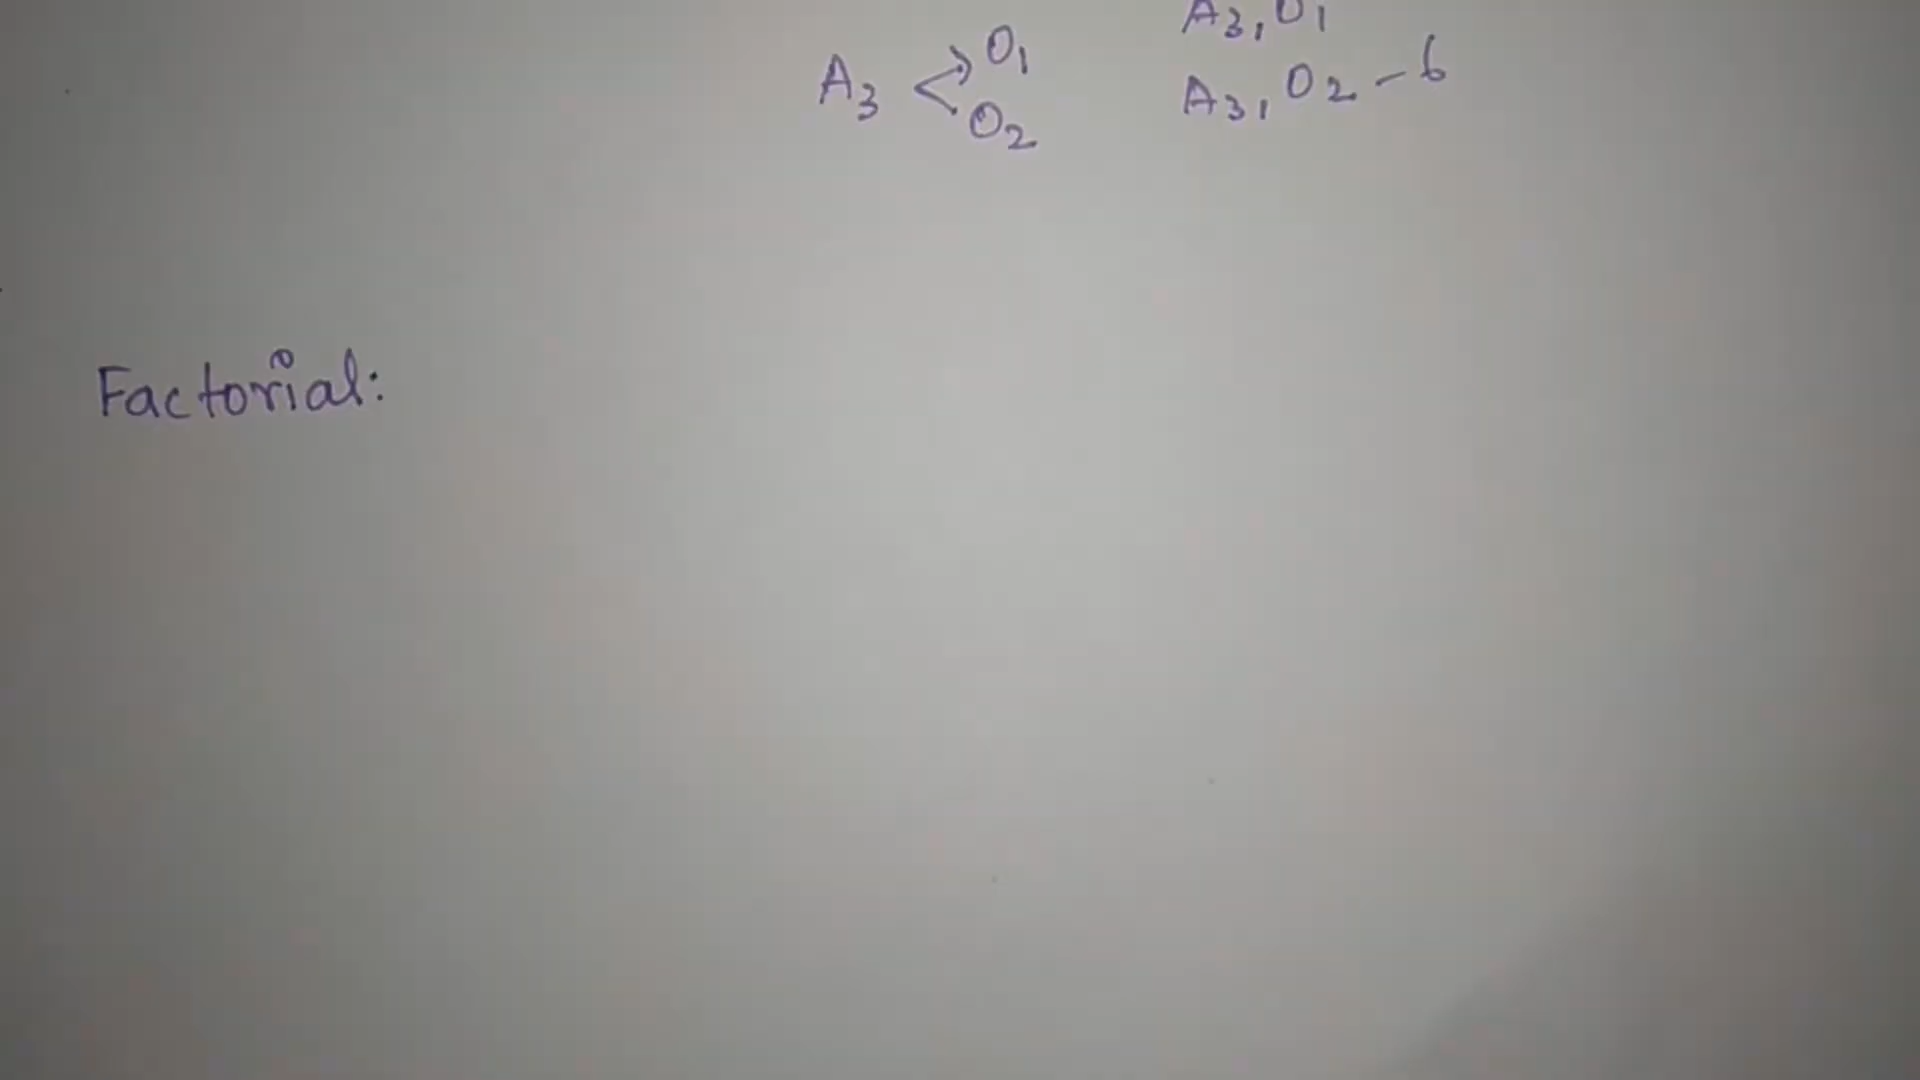 A3, O1
A3 < O1
O2
A3, O2 - 6
Factorial: